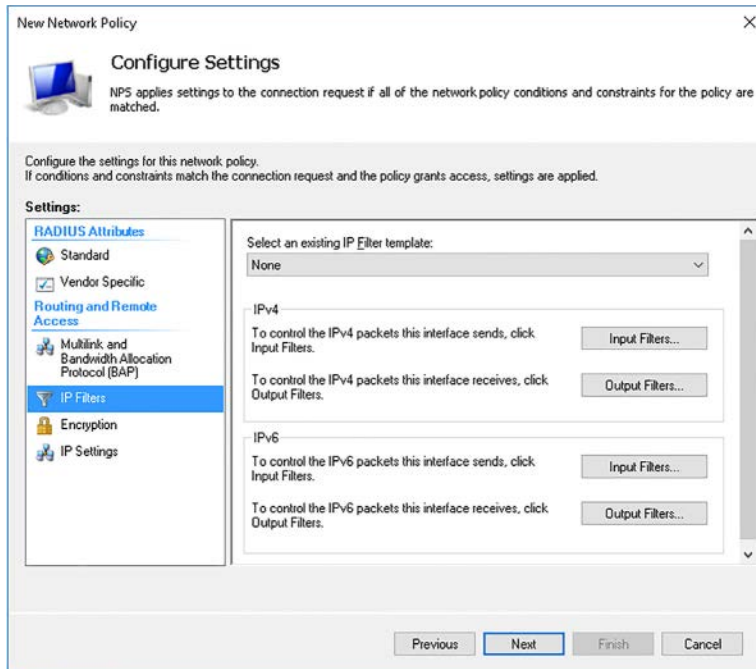 New Network Policy
Configure Settings
NPS applies settings to the connection request if all of the network policy conditions and constraints for the policy are
matched.
Configure the settings for this network policy.
If conditions and constraints match the connection request and the policy grants access, settings are applied.
Settings:
RADIUS Attributes
Standard
Vendor Specific
Routing and Remote
Access
Multilink and
Bandwidth Allocation
Protocol (BAP)
IP Filters
Encryption
IP Settings
Select an existing IP Filter template:
None
IPv4
To control the IPv4 packets this interface sends, click
Input Filters.
Input Filters...
To control the IPv4 packets this interface receives, click
Output Filters.
Output Filters...
IPv6
To control the IPv6 packets this interface sends, click
Input Filters.
Input Filters...
To control the IPv6 packets this interface receives, click
Output Filters.
Output Filters...
Previous
Next
Finish
Cancel